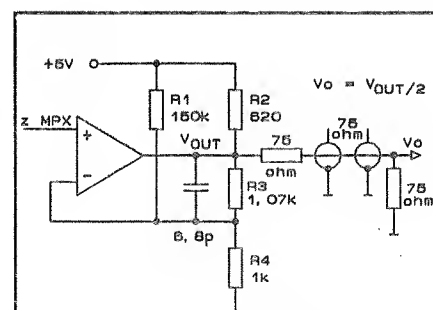 +5V
R1
150k
R2
820
Vo = VOUT/2
z MPX
+
-
VOUT
75
ohm
75
ohm
Vo
R3
1,07k
75
ohm
6,8p
R4
1k